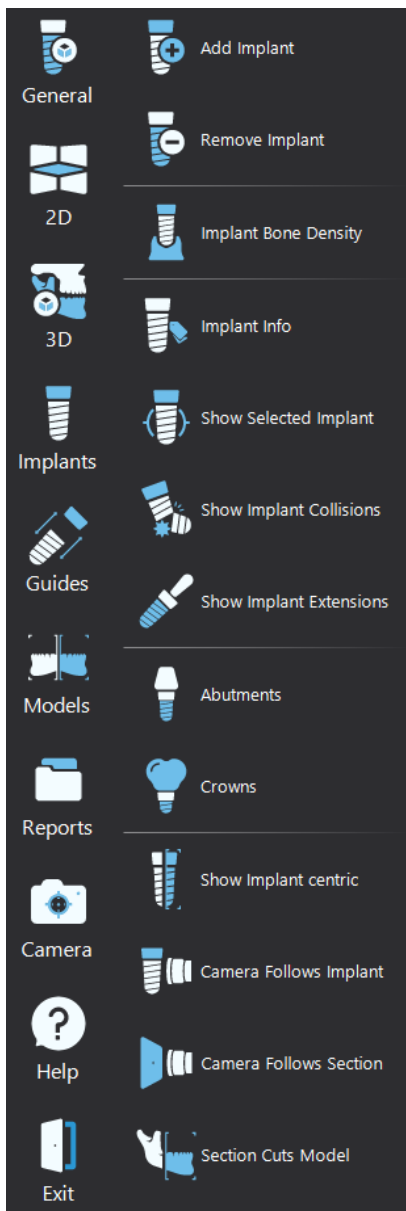 General
2D
3D
Implants
Guides
Models
Reports
Camera
Help
Exit
Add Implant
Remove Implant
Implant Bone Density
Implant Info
Show Selected Implant
Show Implant Collisions
Show Implant Extensions
Abutments
Crowns
Show Implant centric
Camera Follows Implant
Camera Follows Section
Section Cuts Model